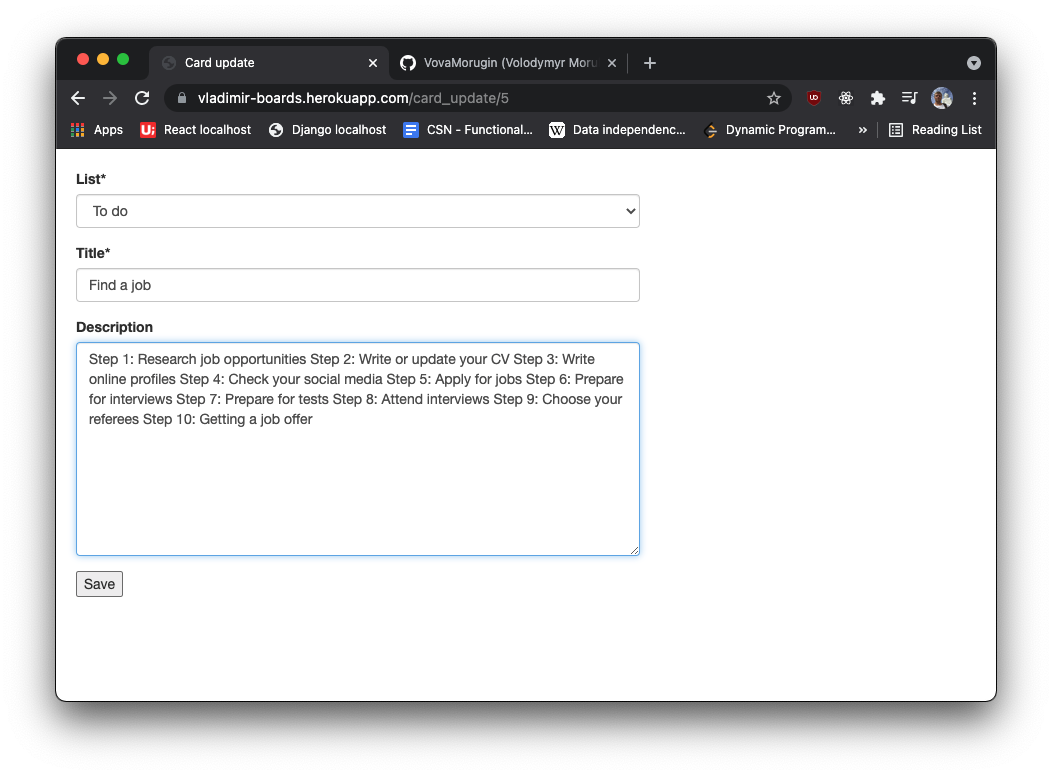 Card update
VovaMorugin (Volodymyr Moru
vladimir-boards.herokuapp.com/card_update/5
Apps
React localhost
Django localhost
CSN - Functional...
Data independenc...
Dynamic Program...
»
Reading List
List*
To do
Title*
Find a job
Description
Step 1: Research job opportunities Step 2: Write or update your CV Step 3: Write
online profiles Step 4: Check your social media Step 5: Apply for jobs Step 6: Prepare
for interviews Step 7: Prepare for tests Step 8: Attend interviews Step 9: Choose your
referees Step 10: Getting a job offer
Save